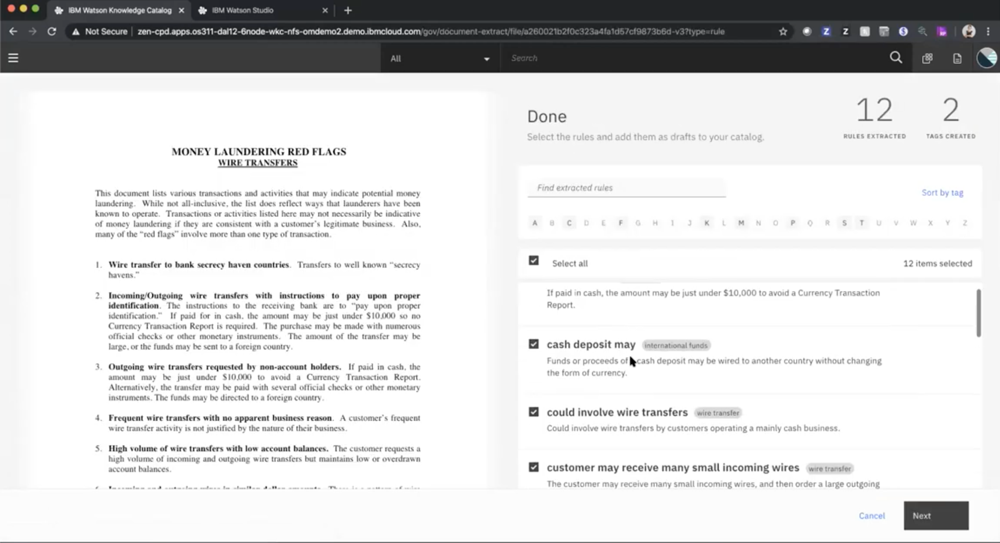 IBM Watson Knowledge Catalog
IBM Watson Studio
Not Secure
zen-cpd.apps.os311-dal12-6node-wkc-nfs-omdemo2.demo.ibmcloud.com/gov/document-extract/file/a260021b2f0c323a4fa1d57cf9873b6d-v3?type=rule
All
Search
MONEY LAUNDERING RED FLAGS
WIRE TRANSFERS
This document lists various transactions and activities that may indicate potential money
laundering. While not all-inclusive, the list does reflect ways that launderers have been
known to operate. Transactions or activities listed here may not necessarily be indicative
of money laundering if they are consistent with a customer's legitimate business. Also,
many of the "red flags" involve more than one type of transaction.
1. Wire transfer to bank secrecy haven countries. Transfers to well known "secrecy
havens."
2. Incoming/Outgoing wire transfers with instructions to pay upon proper
identification. The instructions to the receiving bank are to "pay upon proper
identification." If paid for in cash, the amount may be just under $10,000 so no
Currency Transaction Report is required. The purchase may be made with numerous
official checks or other monetary instruments. The amount of the transfer may be
large, or the funds may be sent to a foreign country.
3. Outgoing wire transfers requested by non-account holders. If paid in cash, the
amount may be just under $10,000 to avoid a Currency Transaction Report.
Alternatively, the transfer may be paid with several official checks or other monetary
instruments. The funds may be directed to a foreign country.
4. Frequent wire transfers with no apparent business reason. A customer's frequent
wire transfer activity is not justified by the nature of their business.
5. High volume of wire transfers with low account balances. The customer requests a
high volume of incoming and outgoing wire transfers but maintains low or overdrawn
account balances.
Done
Select the rules and add them as drafts to your catalog.
12
RULES EXTRACTED
2
TAGS CREATED
Find extracted rules
Sort by tag
A B C D E F G H I J K L M N O P Q R S T U V W X Y Z
Select all
12 items selected
If paid in cash, the amount may be just under $10,000 to avoid a Currency Transaction
Report.
cash deposit may international funds
Funds or proceeds of cash deposit may be wired to another country without changing
the form of currency.
could involve wire transfers wire transfer
Could involve wire transfers by customers operating a mainly cash business.
customer may receive many small incoming wires wire transfer
The customer may receive many small incoming wires, and then order a large outgoing
Cancel
Next